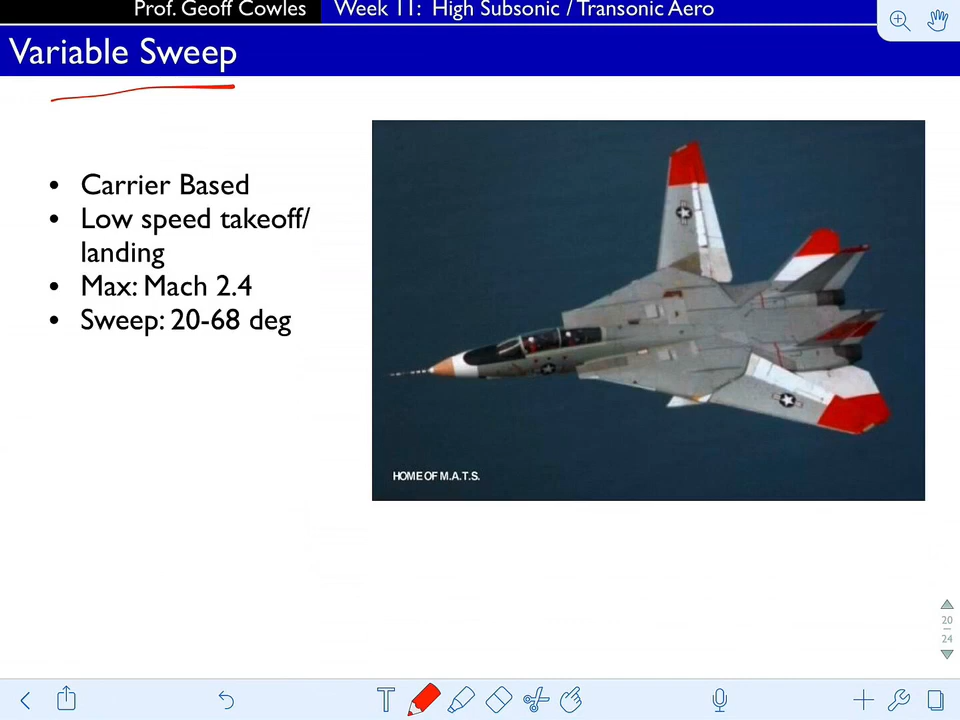 Prof. Geoff Cowles Week 11: High Subsonic / Transonic Aero
Variable Sweep
• Carrier Based
• Low speed takeoff/
landing
• Max: Mach 2.4
• Sweep: 20-68 deg
HOME OF M.A.T.S.
20
24
T